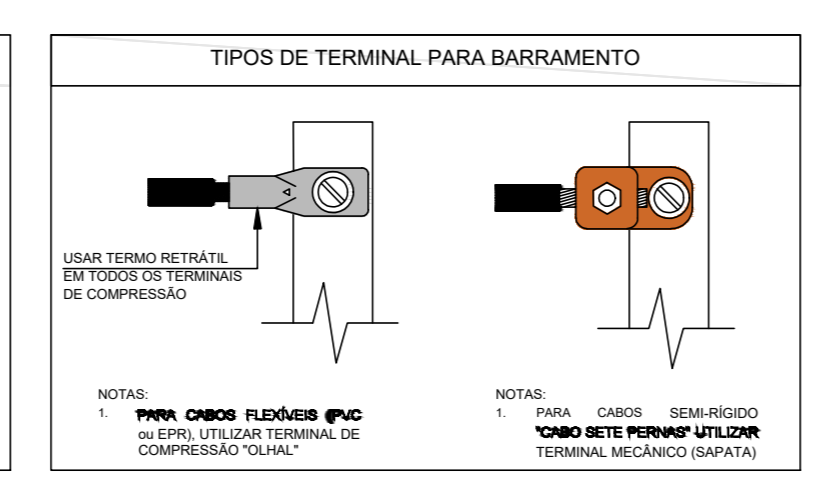 TIPOS DE TERMINAL PARA BARRAMENTO
USAR TERMO RETRÁTIL
EM TODOS OS TERMINAIS
DE COMPRESSÃO
NOTAS:
1. PARA CABOS FLEXÍVEIS (PVC
ou EPR), UTILIZAR TERMINAL DE
COMPRESSÃO "OLHAL"
NOTAS:
1. PARA CABOS SEMI-RÍGIDO
"CABO SETE PERNAS" UTILIZAR
TERMINAL MECÂNICO (SAPATA)